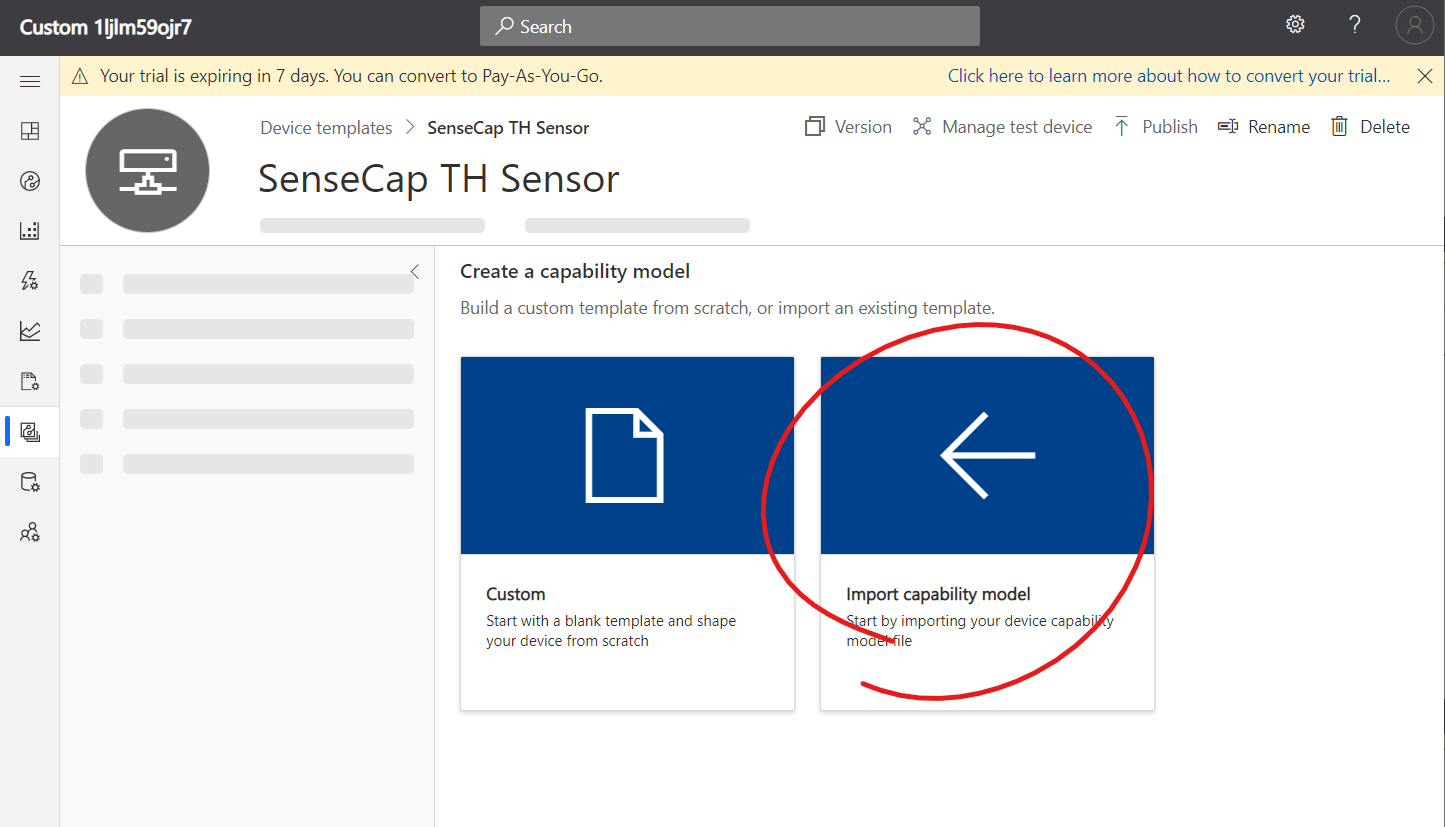 Custom 1ljlm59ojr7
Search
?
Your trial is expiring in 7 days. You can convert to Pay-As-You-Go.
Click here to learn more about how to convert your trial...
Device templates > SenseCap TH Sensor
Version
Manage test device
Publish
Rename
Delete
SenseCap TH Sensor
Create a capability model
Build a custom template from scratch, or import an existing template.
Custom
Start with a blank template and shape
your device from scratch
Import capability model
Start by importing your device capability
model file